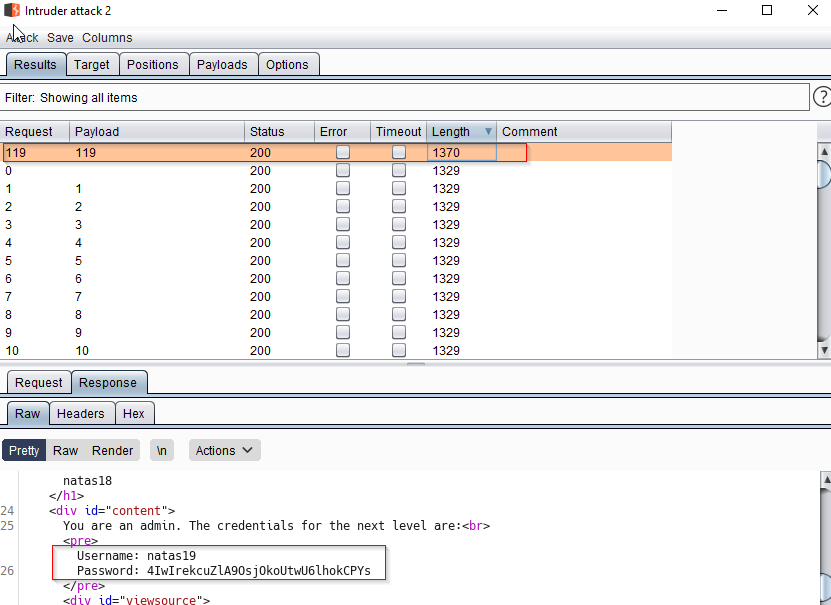 Intruder attack 2
Attack Save Columns
Results Target Positions Payloads Options
Filter: Showing all items
?
Request Payload Status Error Timeout Length Comment
119 119 200 1370
0 200 1329
1 1 200 1329
2 2 200 1329
3 3 200 1329
4 4 200 1329
5 5 200 1329
6 6 200 1329
7 7 200 1329
8 8 200 1329
9 9 200 1329
10 10 200 1329
Request Response
Raw Headers Hex
Pretty Raw Render \n Actions
natas18
</h1>
24 <div id="content">
25 You are an admin. The credentials for the next level are:<br>
<pre>
Username: natas19
26 Password: 4IwIrekcuZlA9OsjOkoUtwU6lhokCPYs
</pre>
<div id="viewsource">